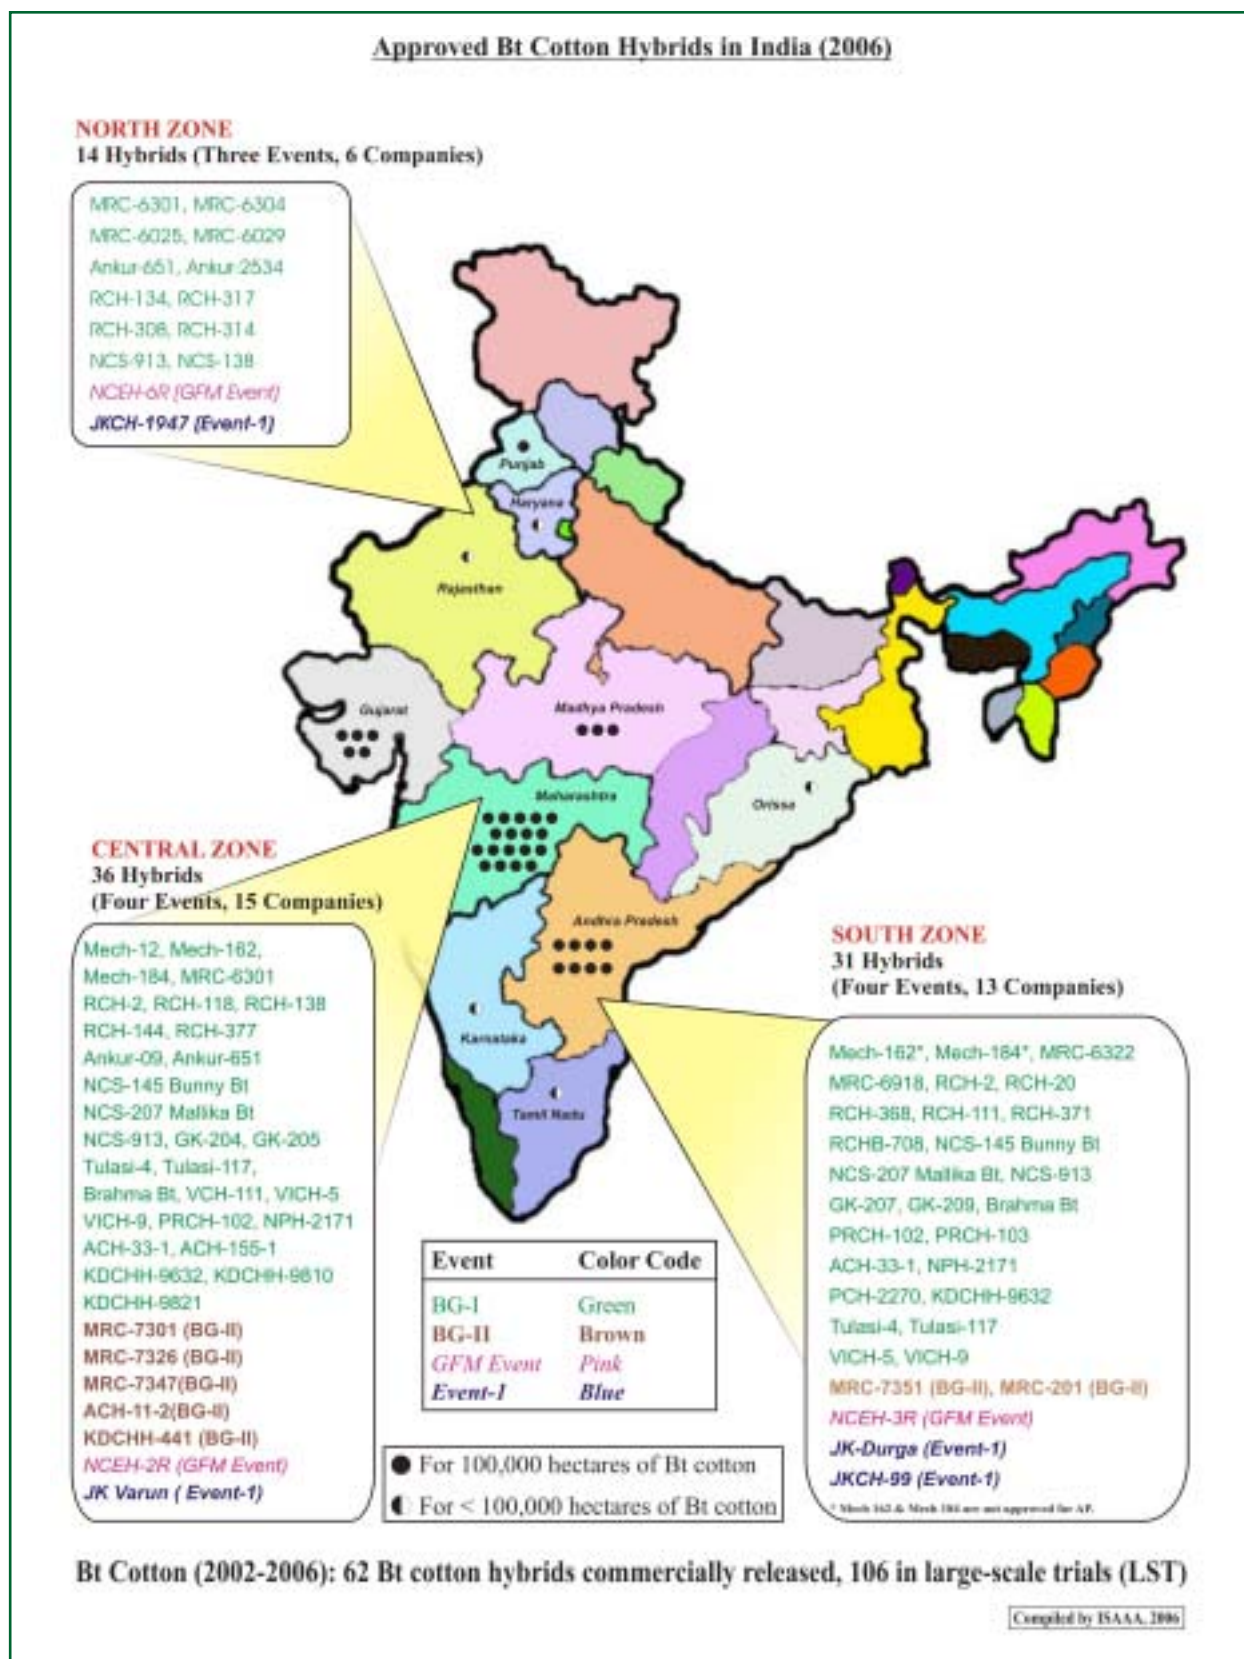 Approved Bt Cotton Hybrids in India (2006)
NORTH ZONE
14 Hybrids (Three Events, 6 Companies)
MRC-6301, MRC-6304
MRC-6025, MRC-6029
Ankur-651, Ankur-2534
RCH-134, RCH-317
RCH-308, RCH-314
NCS-913, NCS-138
NCEH-6R (GFM Event)
JKCH-1947 (Event-1)
Punjab
Haryana
Rajasthan
Gujarat
Madhya Pradesh
Maharashtra
Orissa
Andhra Pradesh
Karnataka
Tamil Nadu
CENTRAL ZONE
36 Hybrids
(Four Events, 15 Companies)
Mech-12, Mech-162,
Mech-184, MRC-6301
RCH-2, RCH-118, RCH-138
RCH-144, RCH-377
Ankur-09, Ankur-651
NCS-145 Bunny Bt
NCS-207 Mallika Bt
NCS-913, GK-204, GK-205
Tulasi-4, Tulasi-117,
Brahma Bt, VCH-111, VICH-5
VICH-9, PRCH-102, NPH-2171
ACH-33-1, ACH-155-1
KDCHH-9632, KDCHH-9810
KDCHH-9821
MRC-7301 (BG-II)
MRC-7326 (BG-II)
MRC-7347(BG-II)
ACH-11-2(BG-II)
KDCHH-441 (BG-II)
NCEH-2R (GFM Event)
JK Varun ( Event-1)
SOUTH ZONE
31 Hybrids
(Four Events, 13 Companies)
Mech-162*, Mech-184*, MRC-6322
MRC-6918, RCH-2, RCH-20
RCH-368, RCH-111, RCH-371
RCHB-708, NCS-145 Bunny Bt
NCS-207 Mallika Bt, NCS-913
GK-207, GK-209, Brahma Bt
PRCH-102, PRCH-103
ACH-33-1, NPH-2171
PCH-2270, KDCHH-9632
Tulasi-4, Tulasi-117
VICH-5, VICH-9
MRC-7351 (BG-II), MRC-201 (BG-II)
NCEH-3R (GFM Event)
JK-Durga (Event-1)
JKCH-99 (Event-1)
* Mech 162 & Mech 184 are not approved for AP.
Event Color Code
BG-I Green
BG-II Brown
GFM Event Pink
Event-1 Blue
For 100,000 hectares of Bt cotton
For < 100,000 hectares of Bt cotton
Bt Cotton (2002-2006): 62 Bt cotton hybrids commercially released, 106 in large-scale trials (LST)
Compiled by ISAAA, 2006